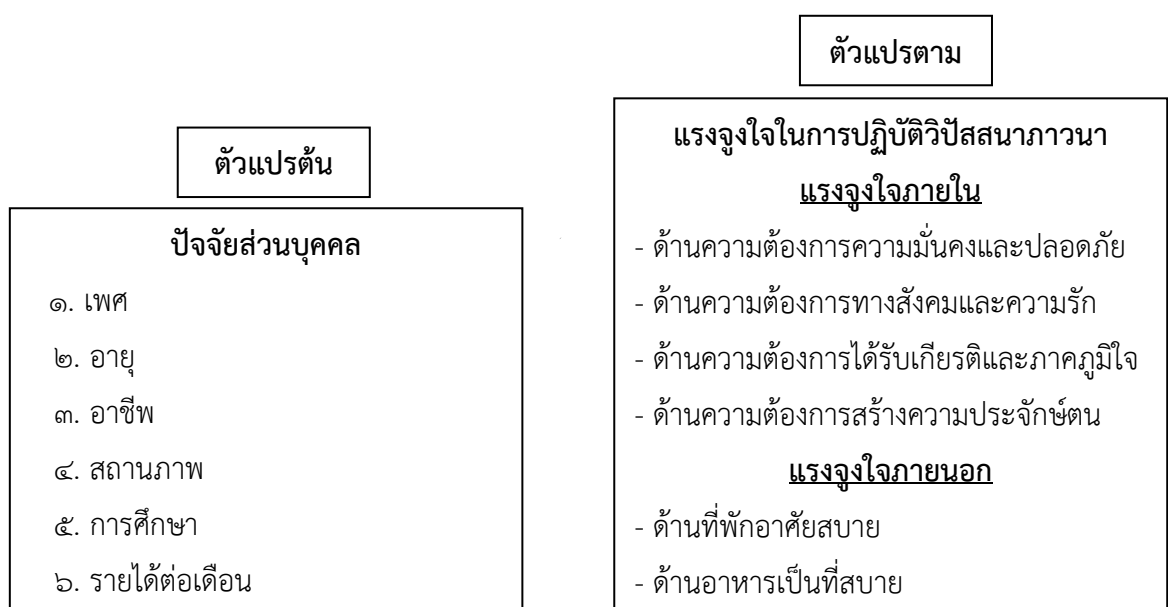 ตัวแปรต้น
ปัจจัยส่วนบุคคล
๑. เพศ
๒. อายุ
๓. อาชีพ
๔. สถานภาพ
๕. การศึกษา
๖. รายได้ต่อเดือน
ตัวแปรตาม
แรงจูงใจในการปฏิบัติวิปัสสนาภาวนา
แรงจูงใจภายใน
- ด้านความต้องการความมั่นคงและปลอดภัย
- ด้านความต้องการทางสังคมและความรัก
- ด้านความต้องการได้รับเกียรติและภาคภูมิใจ
- ด้านความต้องการสร้างความประจักษ์ตน
แรงจูงใจภายนอก
- ด้านที่พักอาศัยสบาย
- ด้านอาหารเป็นที่สบาย